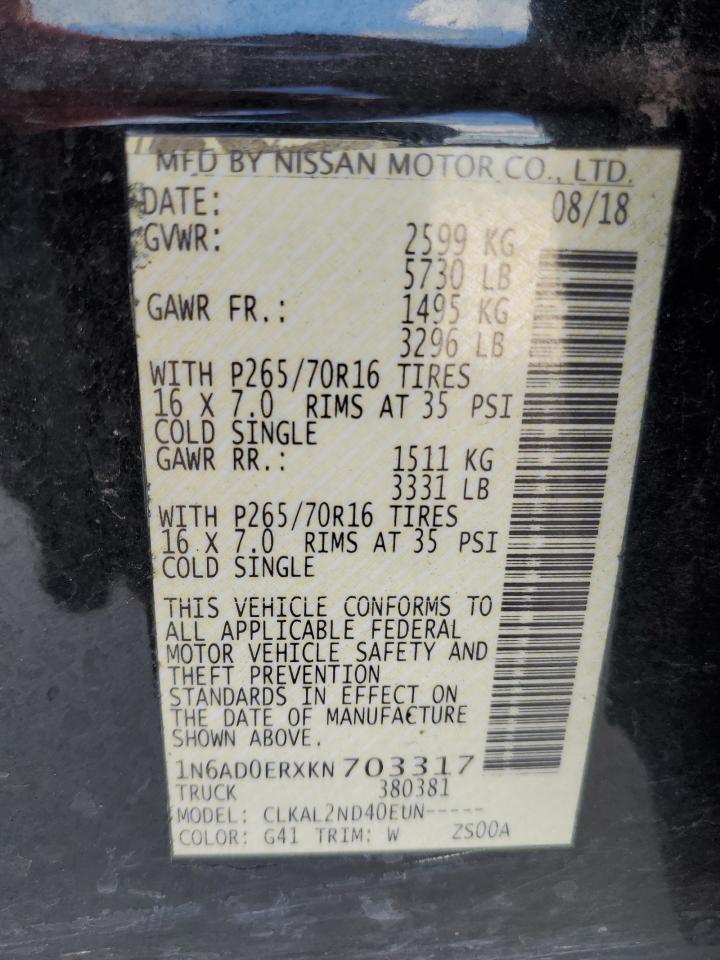 MFD BY NISSAN MOTOR CO., LTD.
DATE: 08/18
GVWR: 2599 KG
5730 LB
GAWR FR.: 1495 KG
3296 LB
WITH P265/70R16 TIRES
16 X 7.0 RIMS AT 35 PSI
COLD SINGLE
GAWR RR.: 1511 KG
3331 LB
WITH P265/70R16 TIRES
16 X 7.0 RIMS AT 35 PSI
COLD SINGLE
THIS VEHICLE CONFORMS TO
ALL APPLICABLE FEDERAL
MOTOR VEHICLE SAFETY AND
THEFT PREVENTION
STANDARDS IN EFFECT ON
THE DATE OF MANUFACTURE
SHOWN ABOVE.
1N6AD0ERXKN703317
TRUCK 380381
MODEL: CLKAL2ND40EUN-----
COLOR: G41 TRIM: W ZS00A